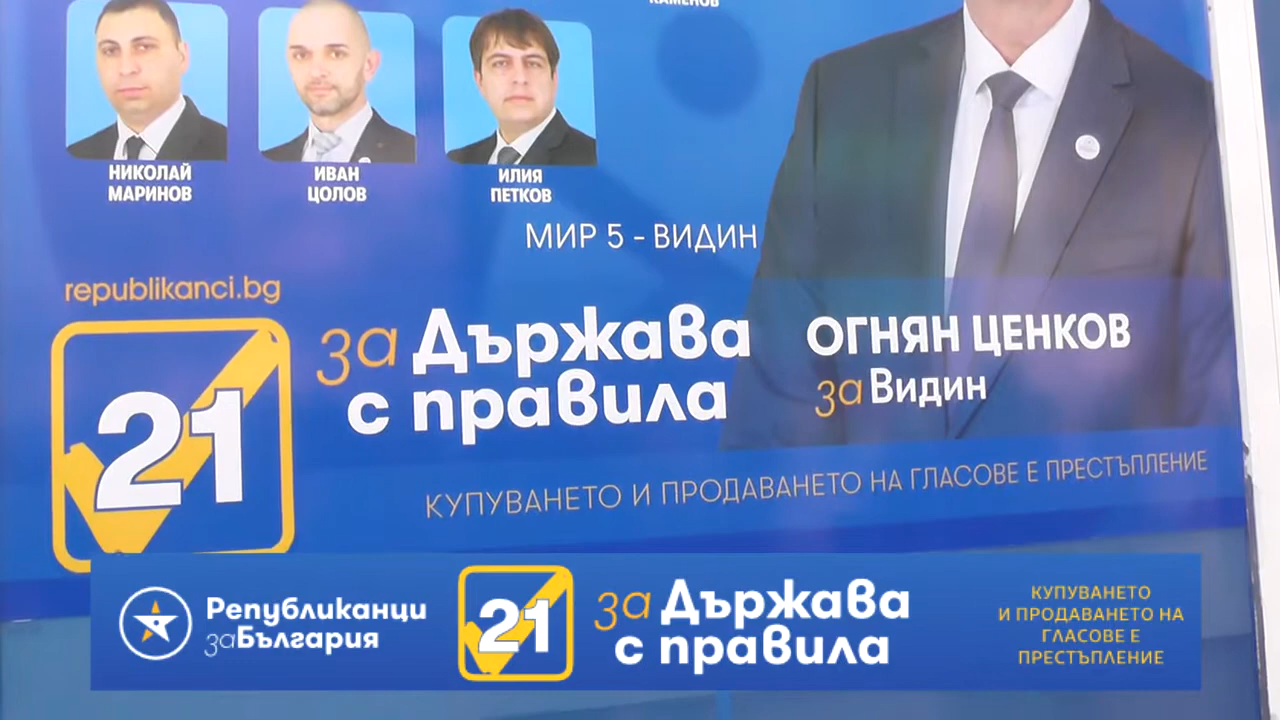 КАМЕНОВ
НИКОЛАЙ
МАРИНОВ
ИВАН
ЦОЛОВ
ИЛИЯ
ПЕТКОВ
МИР 5 - ВИДИН
republikanci.bg
21
за Държава
с правила
ОГНЯН ЦЕНКОВ
за Видин
КУПУВАНЕТО И ПРОДАВАНЕТО НА ГЛАСОВЕ Е ПРЕСТЪПЛЕНИЕ
Републиканци
за България
21
за Държава
с правила
КУПУВАНЕТО
И ПРОДАВАНЕТО НА
ГЛАСОВЕ Е
ПРЕСТЪПЛЕНИЕ